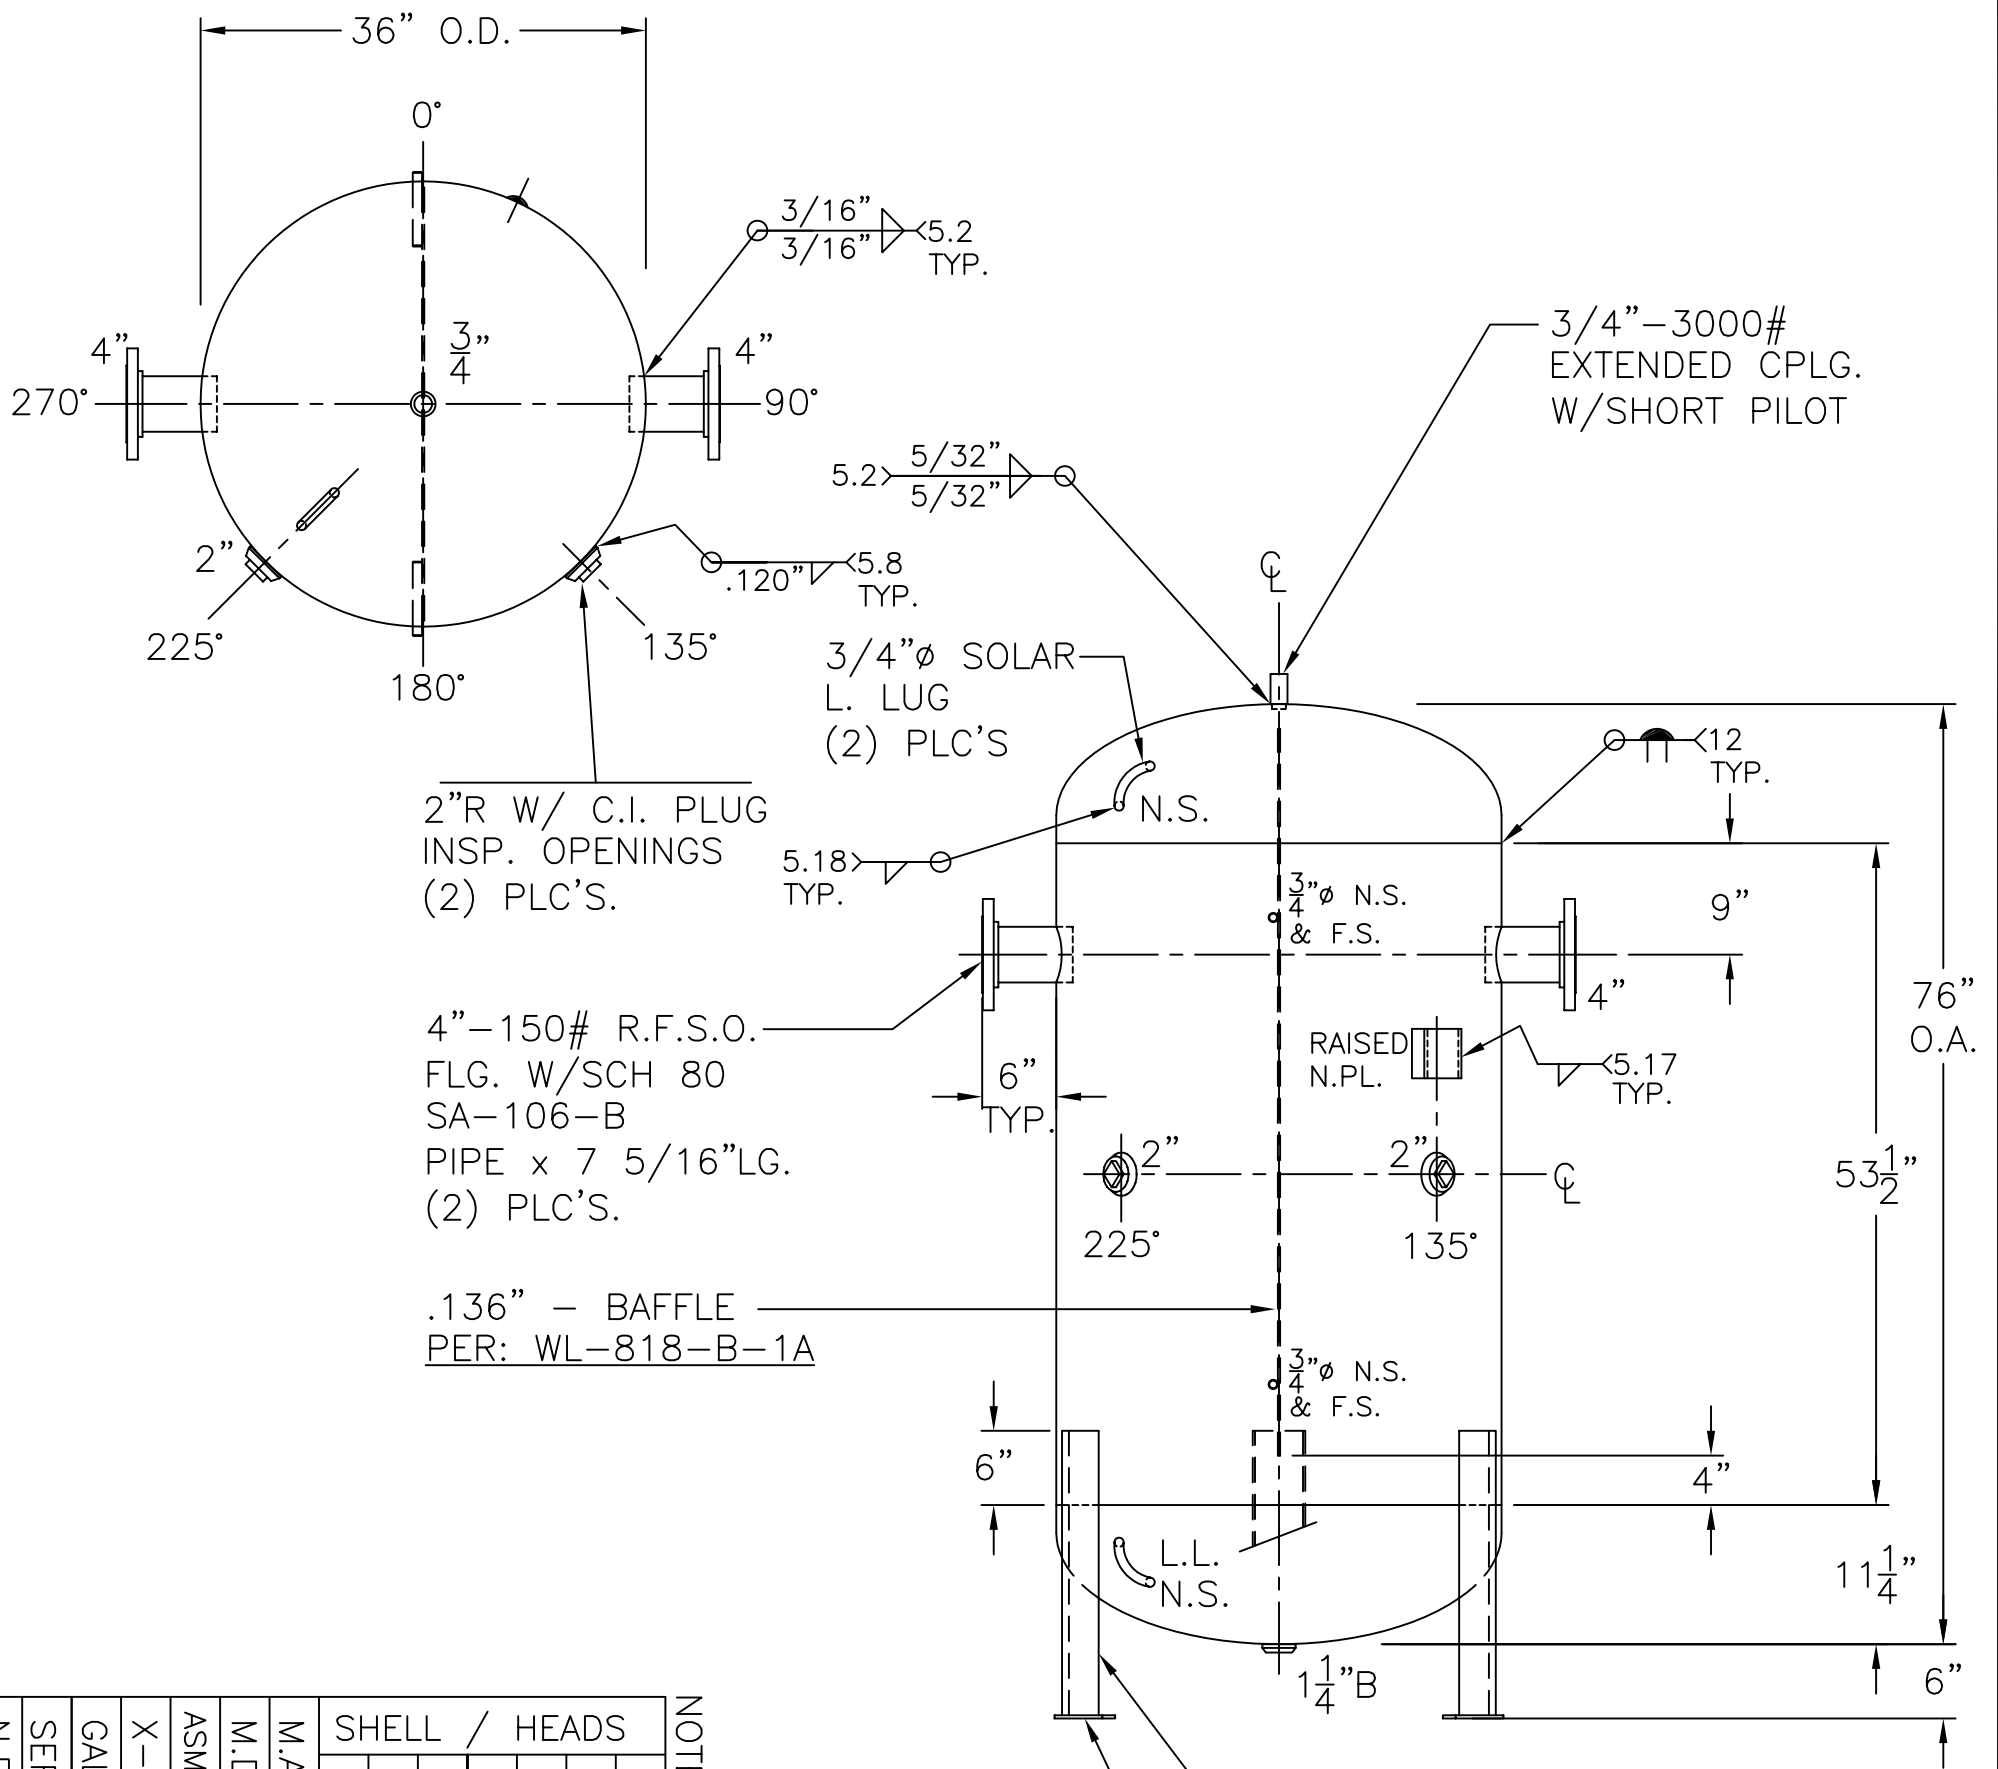 36" O.D.
0°
3/16"
3/16"
5.2
TYP.
4"
3/4"
4"
270°
90°
3/4"-3000#
EXTENDED CPLG.
W/SHORT PILOT
5.2
5/32"
5/32"
2"
.120"
5.8
TYP.
225°
135°
180°
℄
3/4"ø SOLAR
L. LUG
(2) PLC'S
12
TYP.
2"R W/ C.I. PLUG
INSP. OPENINGS
(2) PLC'S.
N.S.
5.18
TYP.
3/4"ø N.S.
& F.S.
9"
4"-150# R.F.S.O.
FLG. W/SCH 80
SA-106-B
PIPE x 7 5/16"LG.
(2) PLC'S.
4"
76"
O.A.
6"
TYP.
RAISED
N.PL.
5.17
TYP.
2"
2"
℄
53 1/2"
225°
135°
.136" - BAFFLE
PER: WL-818-B-1A
3/4"ø N.S.
& F.S.
6"
4"
L.L.
N.S.
11 1/4"
1 1/4"B
6"
SHELL / HEADS